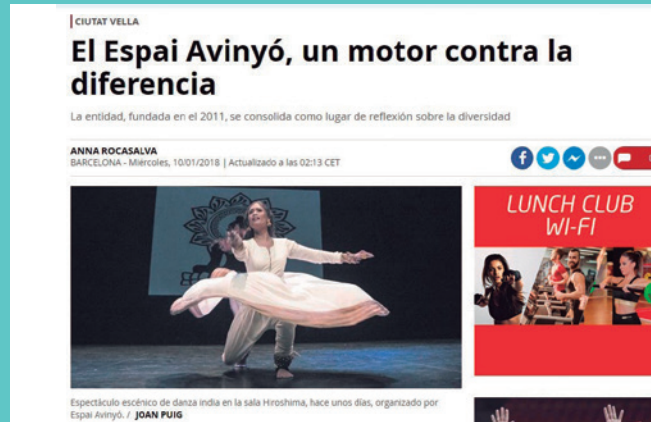 CIUTAT VELLA
El Espai Avinyó, un motor contra la
diferencia
La entidad, fundada en el 2011, se consolida como lugar de reflexión sobre la diversidad
ANNA ROCASALVA
BARCELONA - Miércoles, 10/01/2018 | Actualizado a las 02:13 CET
LUNCH CLUB
WI-FI
Espectáculo escénico de danza india en la sala Hiroshima, hace unos días, organizado por
Espai Avinyó. / JOAN PUIG